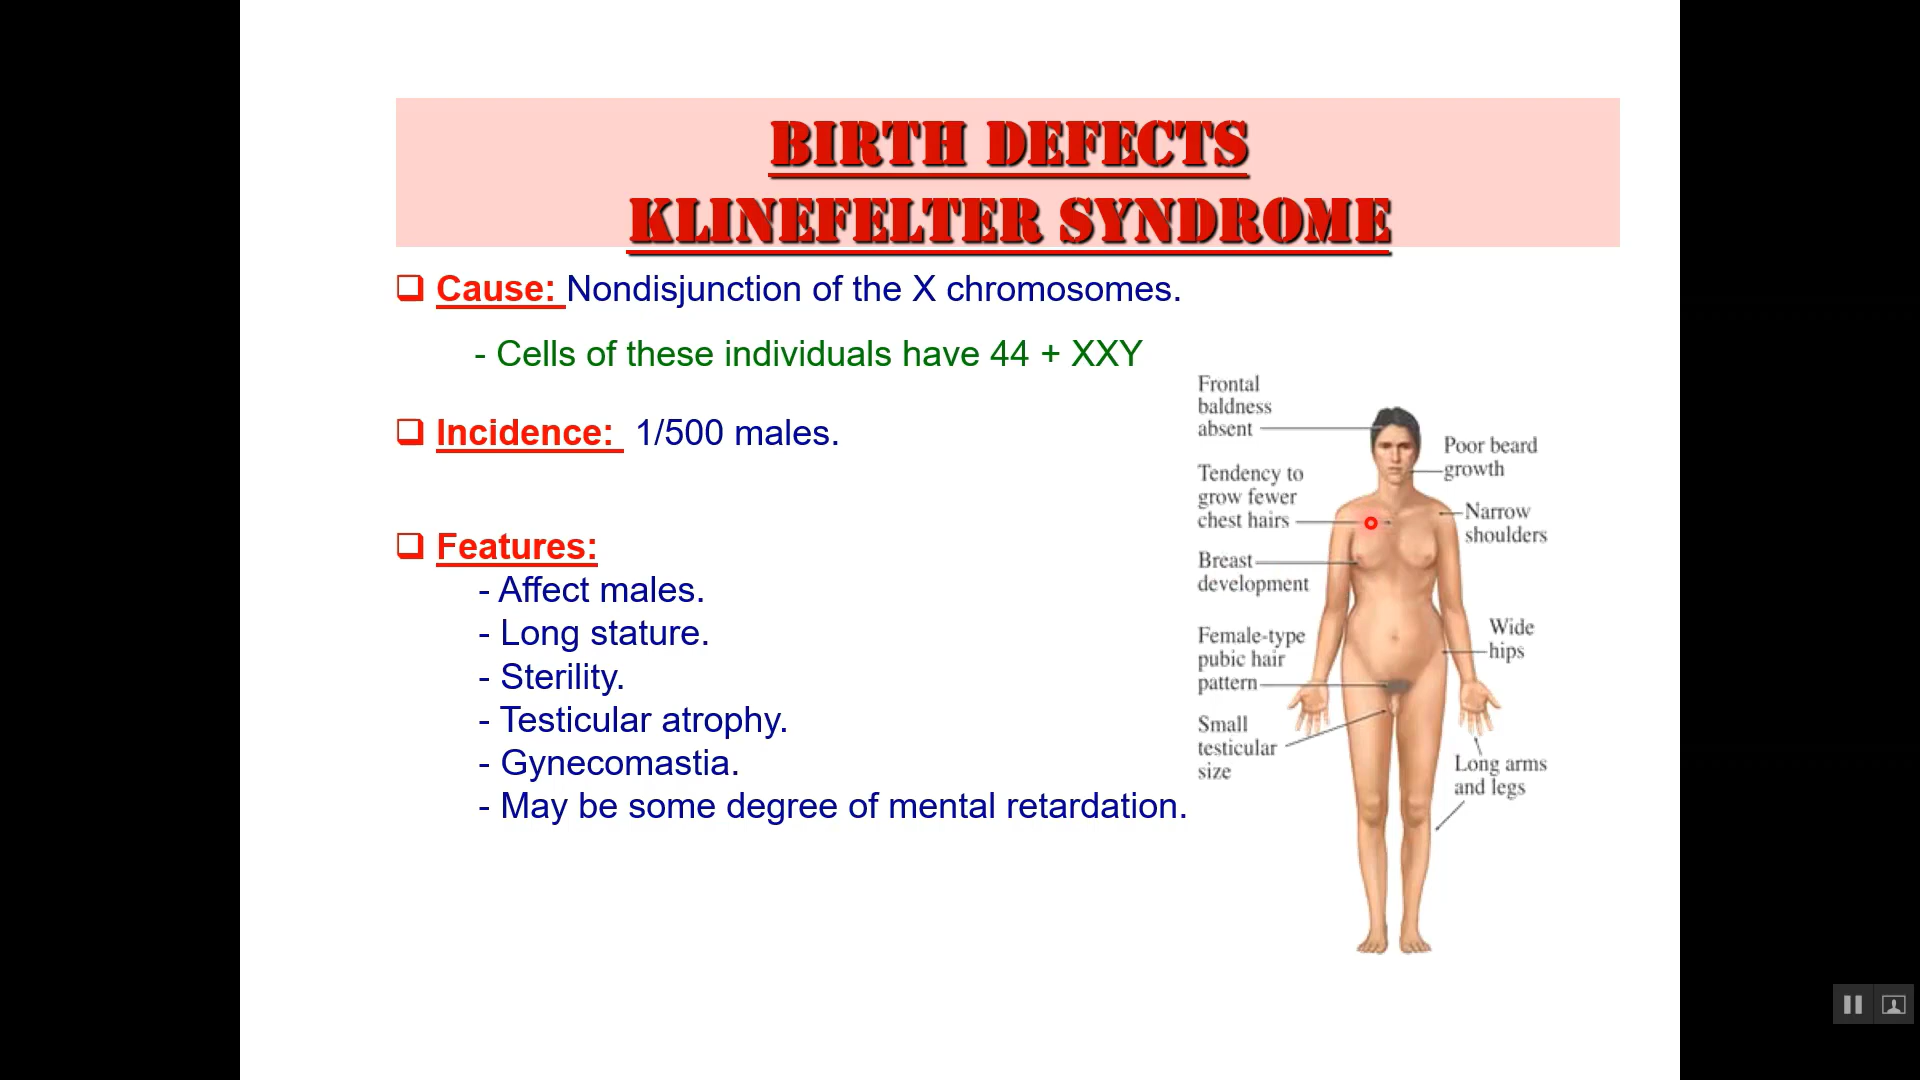 BIRTH DEFECTS
KLINEFELTER SYNDROME
Cause: Nondisjunction of the X chromosomes.
- Cells of these individuals have 44 + XXY
Incidence: 1/500 males.
Features:
- Affect males.
- Long stature.
- Sterility.
- Testicular atrophy.
- Gynecomastia.
- May be some degree of mental retardation.
Frontal
baldness
absent
Poor beard
growth
Tendency to
grow fewer
chest hairs
Narrow
shoulders
Breast
development
Wide
hips
Female-type
pubic hair
pattern
Small
testicular
size
Long arms
and legs